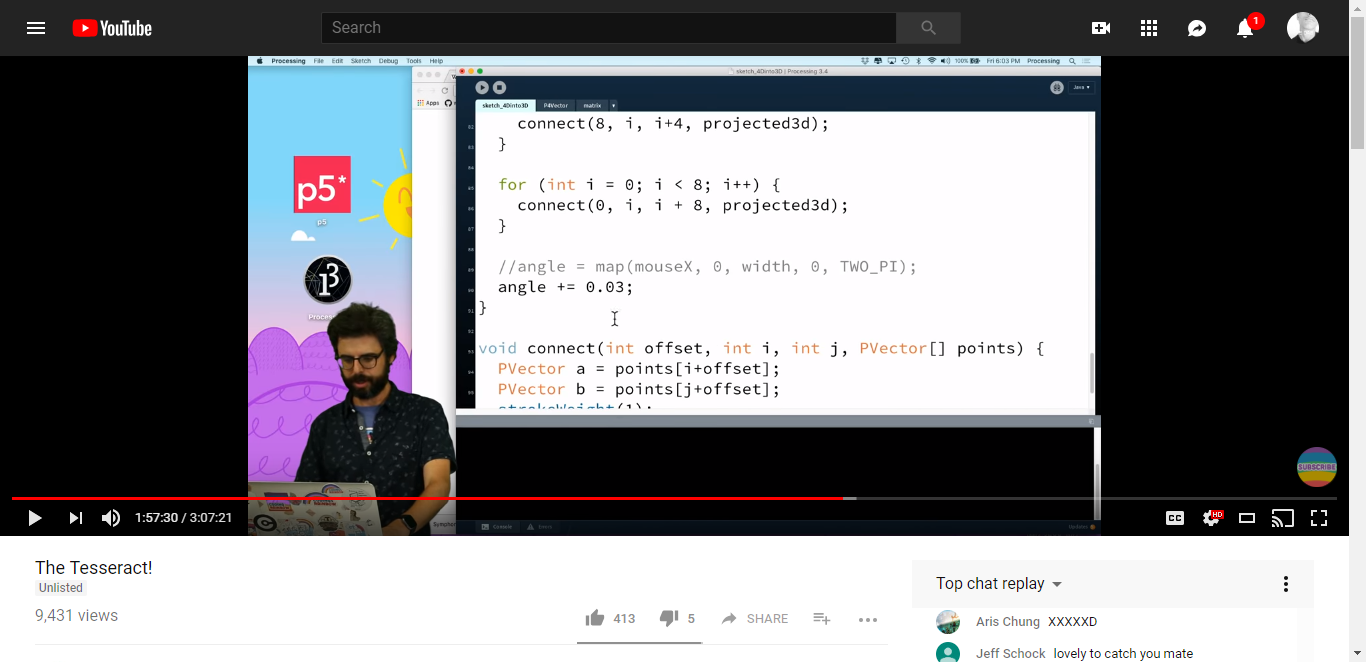 YouTube
Search
1
Processing File Edit Sketch Debug Tools Help
100% Fri 6:03 PM Processing
sketch_4Dinto3D | Processing 3.4
Java
sketch_4Dinto3D P4Vector matrix
Apps
connect(8, i, i+4, projected3d);
}
for (int i = 0; i < 8; i++) {
connect(0, i, i + 8, projected3d);
}
//angle = map(mouseX, 0, width, 0, TWO_PI);
angle += 0.03;
}
void connect(int offset, int i, int j, PVector[] points) {
PVector a = points[i+offset];
PVector b = points[j+offset];
strokeWeight(1);
p5*
p5
Console
Errors
SUBSCRIBE
1:57:30 / 3:07:21
CC
HD
The Tesseract!
Unlisted
9,431 views
413
5
SHARE
Top chat replay
Aris Chung XXXXXD
Jeff Schock lovely to catch you mate